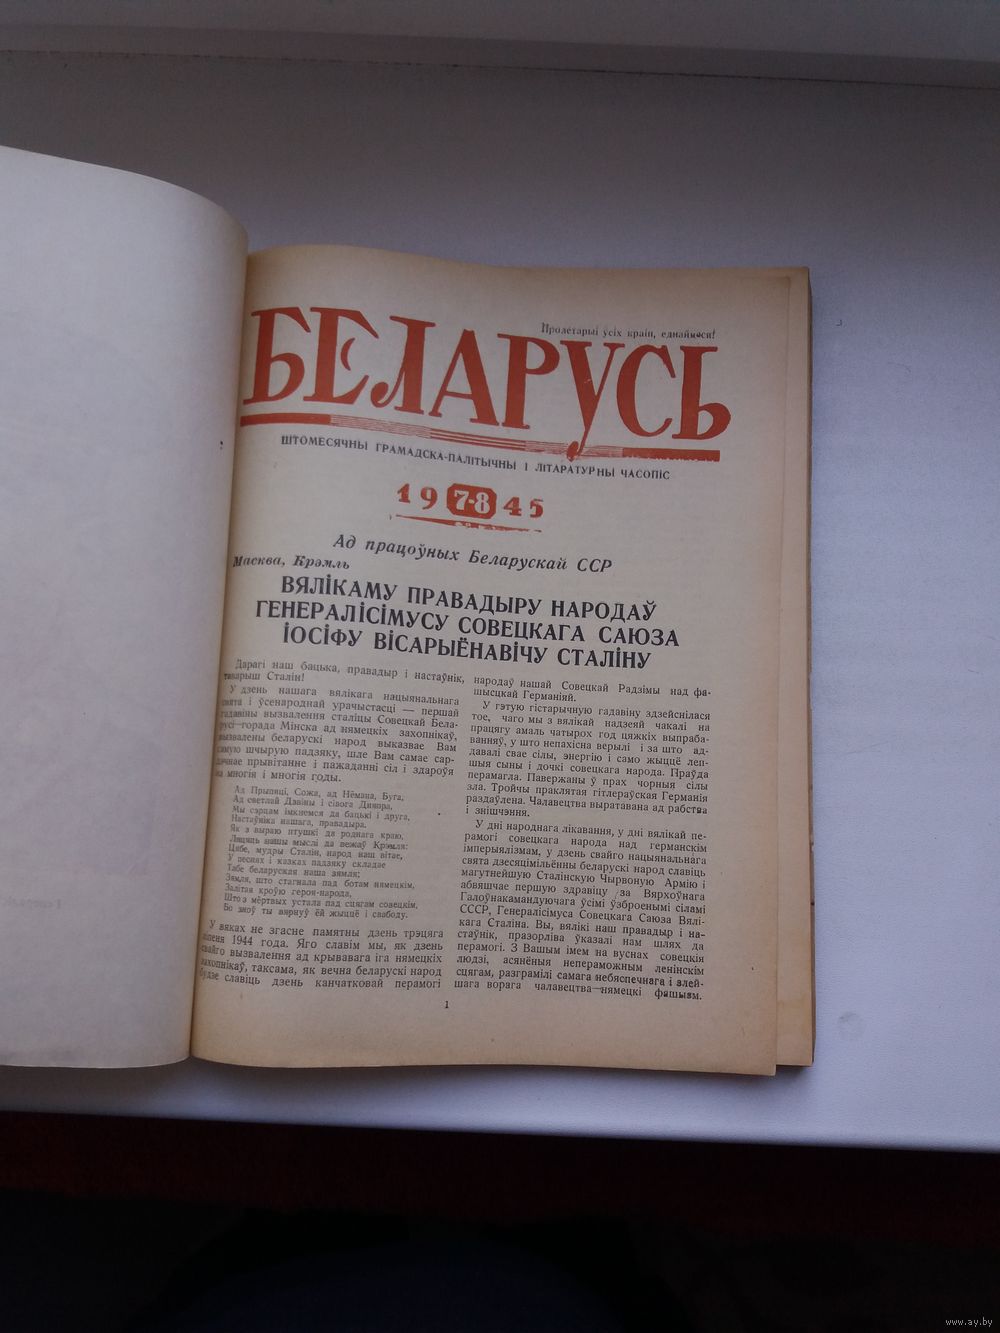 Пролетарыі ўсіх краін, еднайцеся!
БЕЛАРУСЬ
ШТОМЕСЯЧНЫ ГРАМАДСКА-ПАЛІТЫЧНЫ І ЛІТАРАТУРНЫ ЧАСОПІС
19 7-8 45
Ад працоўных Беларускай ССР
Масква, Крэмль
ВЯЛІКАМУ ПРАВАДЫРУ НАРОДАЎ
ГЕНЕРАЛІСІМУСУ СОВЕЦКАГА САЮЗА
ІОСІФУ ВІСАРЫЁНАВІЧУ СТАЛІНУ
Дарагі наш бацька, правадыр і настаўнік,
таварыш Сталін!
У дзень нашага вялікага нацыянальнага
свята і ўсенароднай урачыстасці — першай
гадавіны вызвалення сталіцы Совецкай Бела-
русі—горада Мінска ад нямецкіх захопнікаў,
вызвалены беларускі народ выказвае Вам
самую шчырую падзяку, шле Вам самае сар-
дэчнае прывітанне і пажаданні сіл і здароўя
на многія і многія годы.
Ад Прыпяці, Сожа, ад Нёмана, Буга,
Ад светлай Дзвіны і сівога Дняпра,
Мы сэрцам імкнемся да бацькі і друга,
Настаўніка нашага, правадыра.
Як з выраю птушкі да роднага краю,
Ляцяць нашы мыслі да вежаў Крэмля:
Цябе, мудры Сталін, народ наш вітае,
У песнях і казках падзяку складае
Табе беларуская наша зямля;
Зямля, што стагнала пад ботам нямецкім,
Залітая кроўю героя-народа,
Што з мёртвых устала пад сцягам совецкім,
Бо зноў ты вярнуў ёй жыццё і свабоду.
У вяках не згасне памятны дзень трэцяга
ліпеня 1944 года. Яго славім мы, як дзень
свайго вызвалення ад крывавага іга нямецкіх
захопнікаў, таксама, як вечна беларускі народ
будзе славіць дзень канчатковай перамогі
народаў нашай Совецкай Радзімы над фа-
шысцкай Германіяй.
У гэтую гістарычную гадавіну здзейснілася
тое, чаго мы з вялікай надзеяй чакалі на
працягу амаль чатырох год цяжкіх выпраба-
ванняў, у што непахісна верылі і за што ад-
давалі свае сілы, энергію і само жыццё леп-
шыя сыны і дочкі совецкага народа. Праўда
перамагла. Павержаны ў прах чорныя сілы
зла. Тройчы праклятая гітлераўская Германія
раздаўлена. Чалавецтва выратавана ад рабства
і знішчэння.
У дні народнага лікавання, у дні вялікай пе-
рамогі совецкага народа над германскім
імперыялізмам, у дзень свайго нацыянальнага
свята дзесяцімільённы беларускі народ славіць
магутнейшую Сталінскую Чырвоную Армію і
абвяшчае першую здравіцу за Вярхоўнага
Галоўнакамандуючага ўсімі ўзброенымі сіламі
СССР, Генералісімуса Совецкага Саюза Вялі-
кага Сталіна. Вы, вялікі наш правадыр і на-
стаўнік, празорліва ўказалі нам шлях да
перамогі. З Вашым імем на вуснах совецкія
людзі, асянёныя непераможным ленінскім
сцягам, разграмілі самага небяспечнага і злей-
шага ворага чалавецтва—нямецкі фашызм.
1
www.ay.by